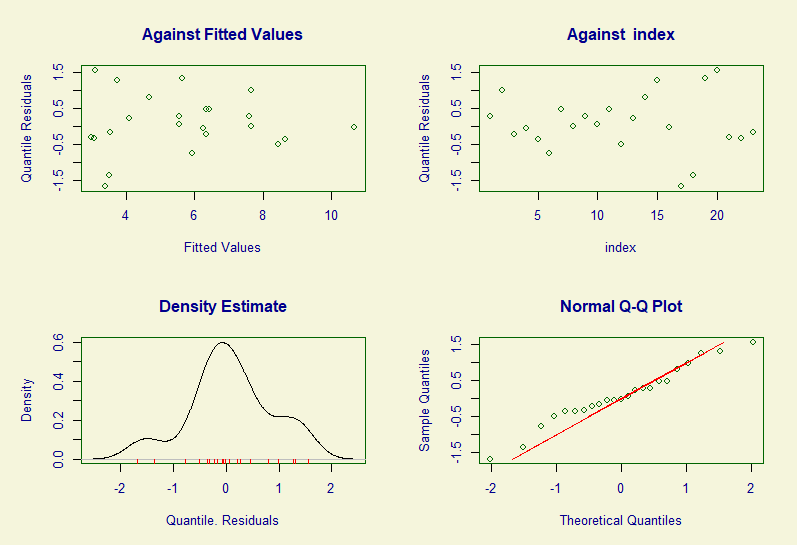 Against Fitted Values
Quantile Residuals
1.5
0.5
-0.5
-1.5
4 6 8 10
Fitted Values
Against index
Quantile Residuals
1.5
0.5
-0.5
-1.5
5 10 15 20
index
Density Estimate
Density
0.6
0.4
0.2
0.0
-2 -1 0 1 2
Quantile. Residuals
Normal Q-Q Plot
Sample Quantiles
1.5
0.5
-0.5
-1.5
-2 -1 0 1 2
Theoretical Quantiles